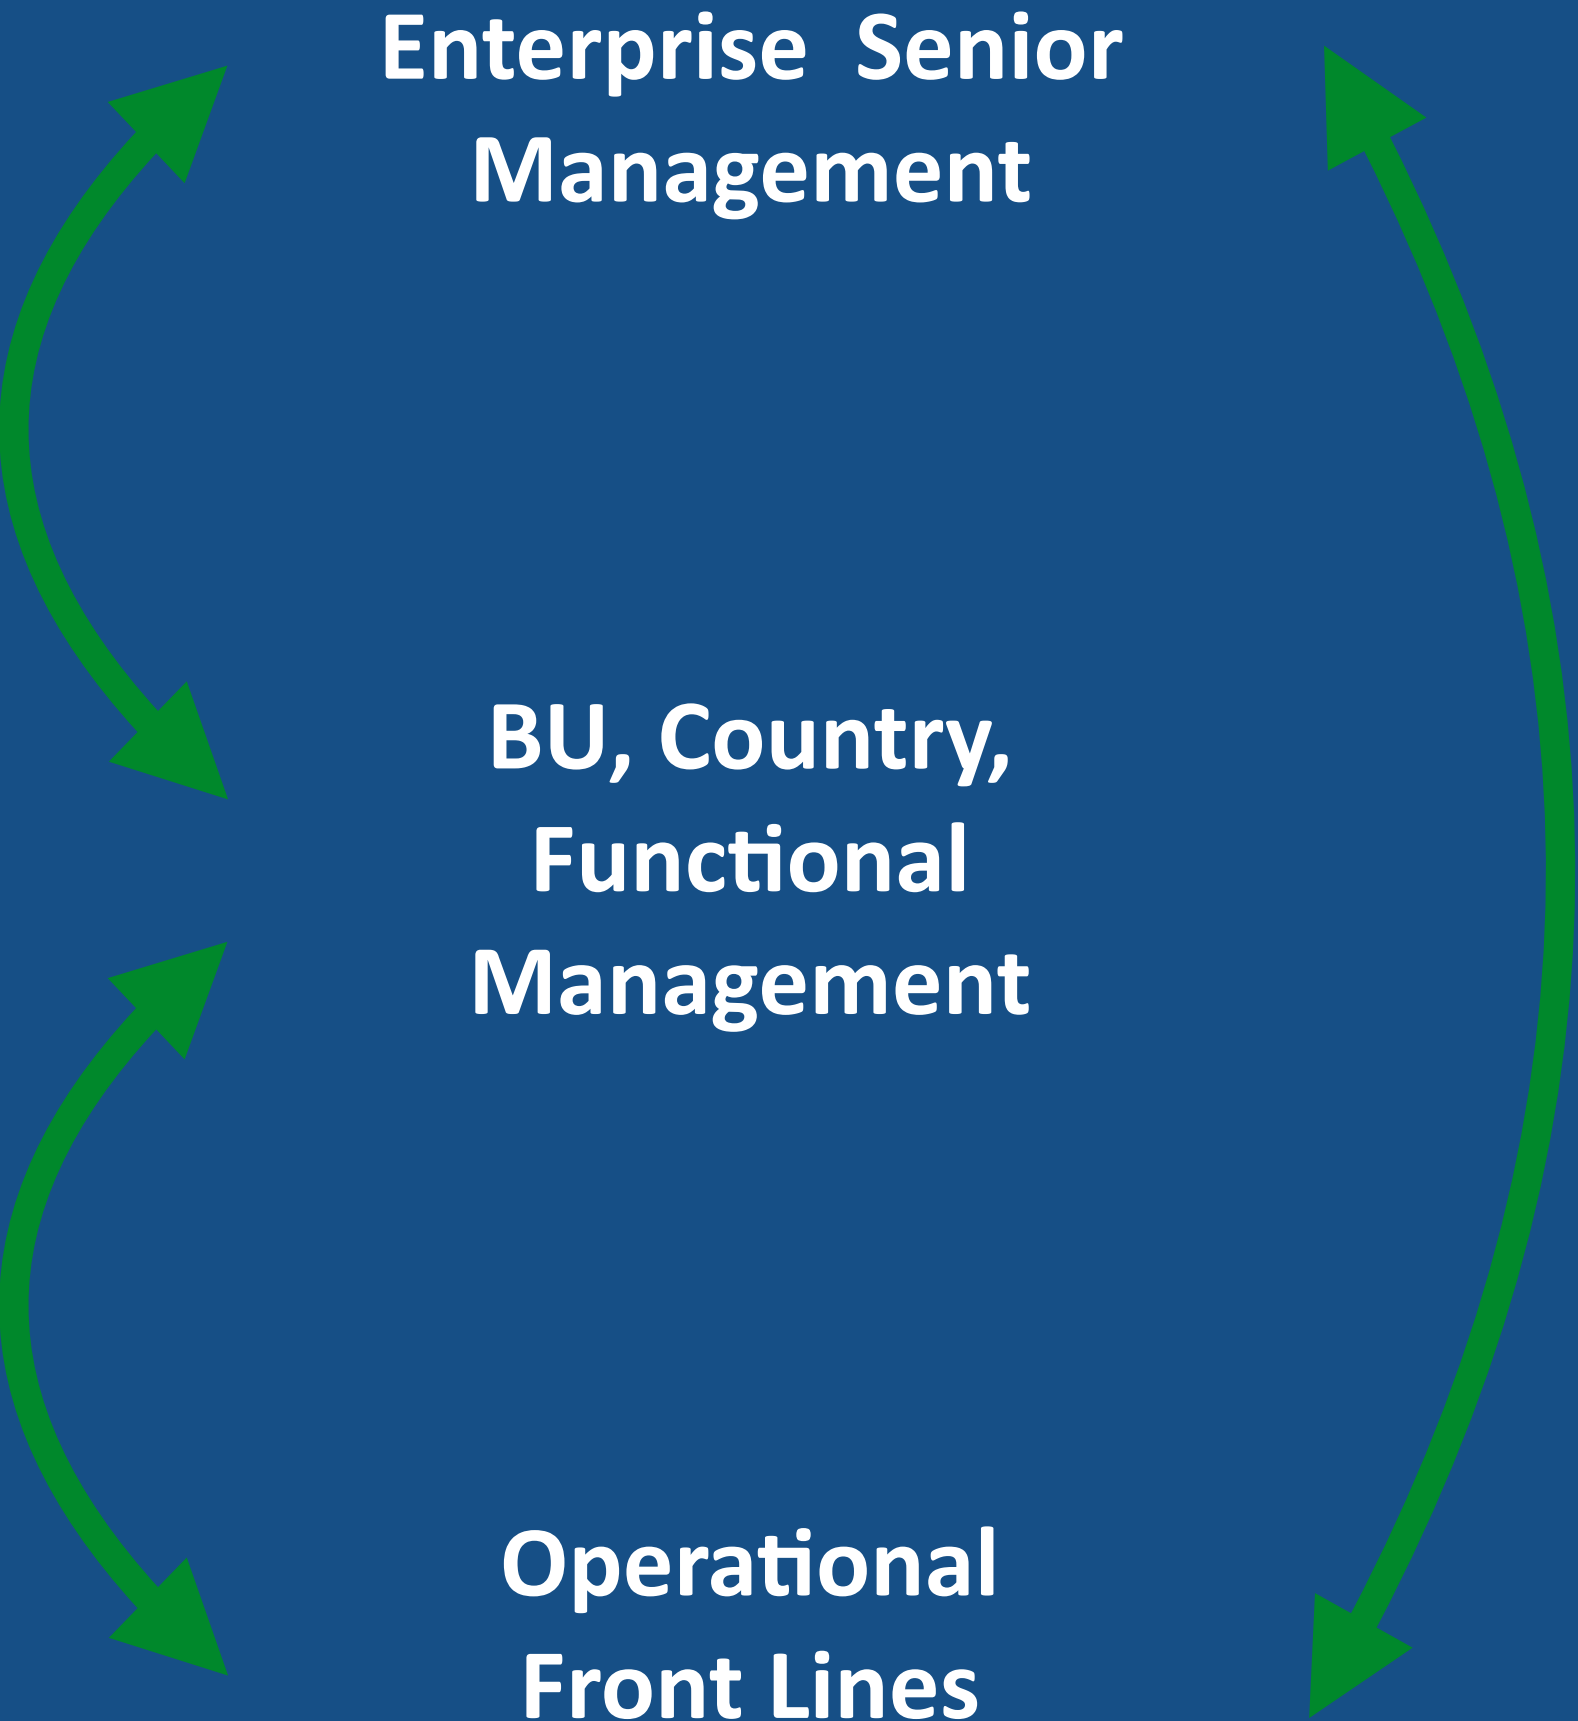 Enterprise Senior
Management
BU, Country,
Functional
Management
Operational
Front Lines